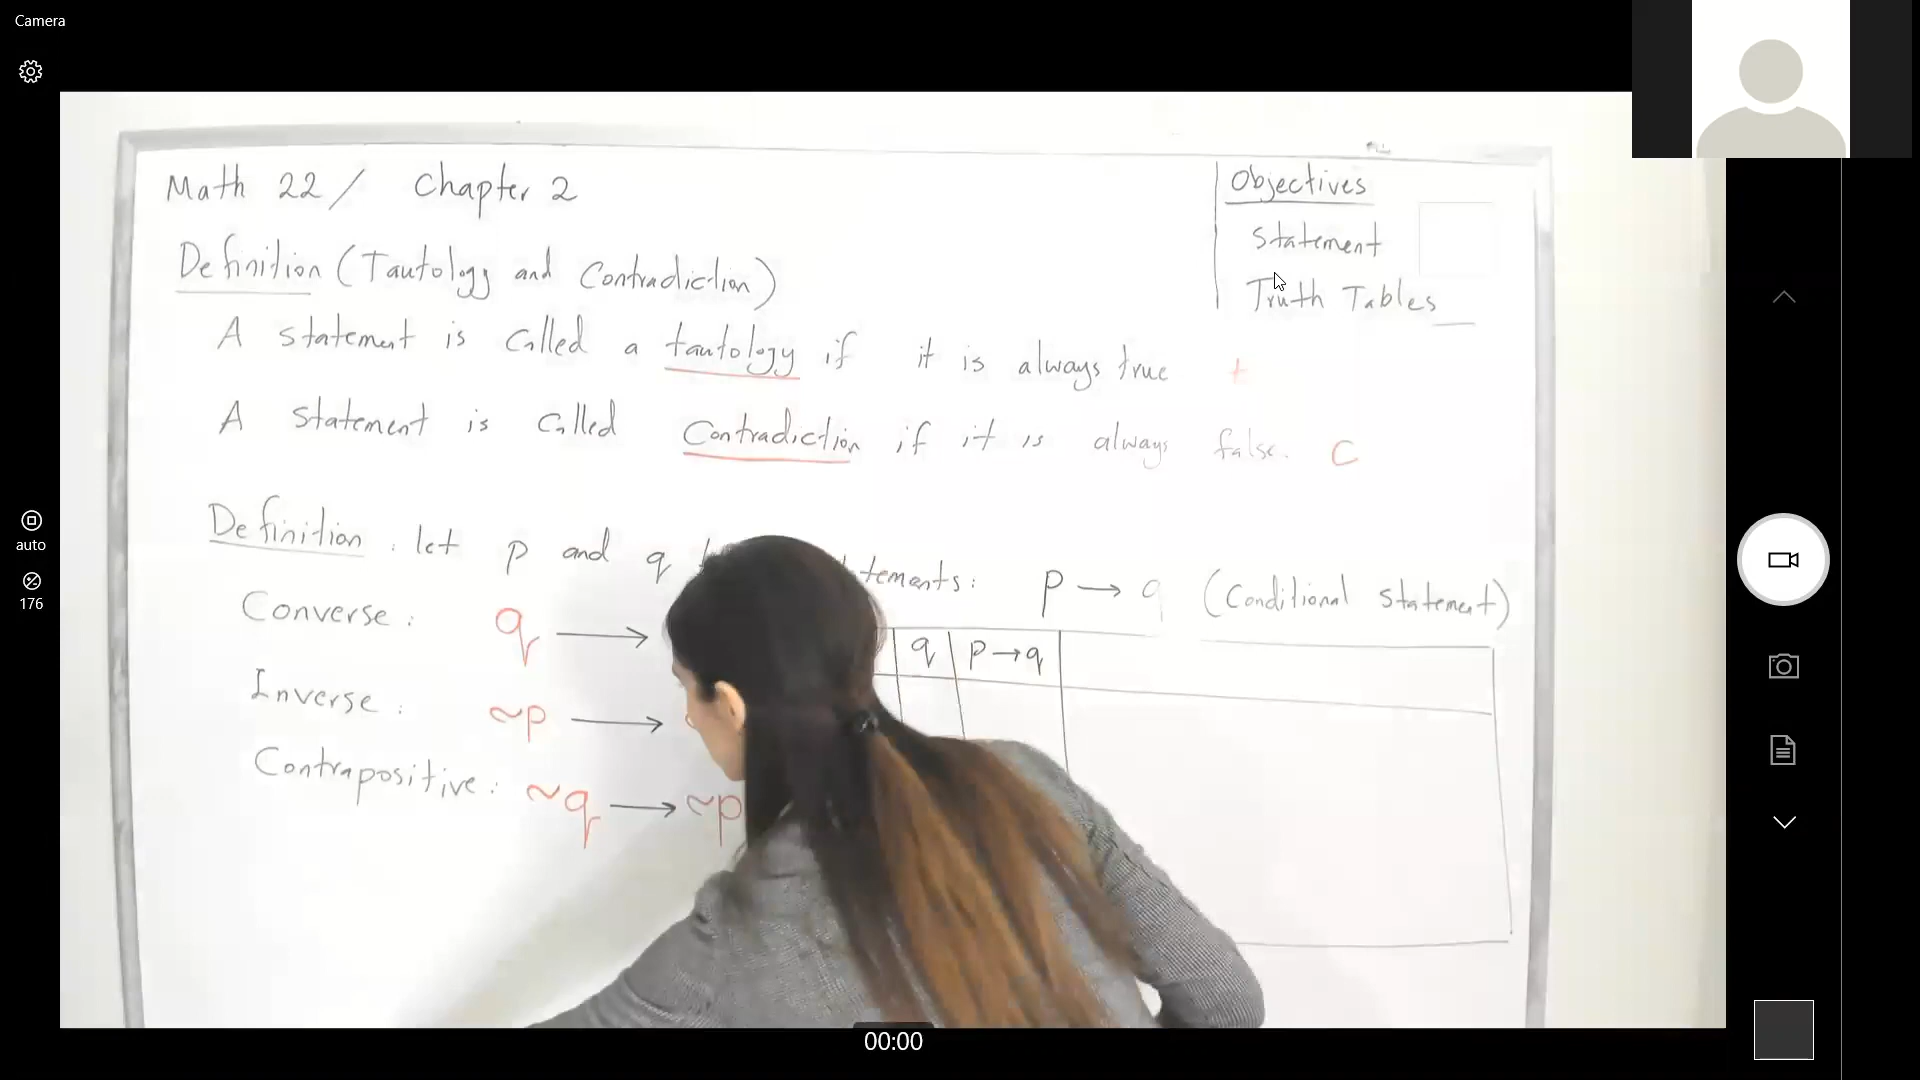 Camera
Math 22 / Chapter 2
Objectives
Statement
Truth Tables
Definition (Tautology and Contradiction)
A statement is called a tautology if it is always true t
A statement is called Contradiction if it is always false. C
Definition : let p and q tements : p → q (Conditional statement)
Converse : q →
Inverse : ~p →
Contrapositive : ~q → ~p
q p→q
auto
176
00:00